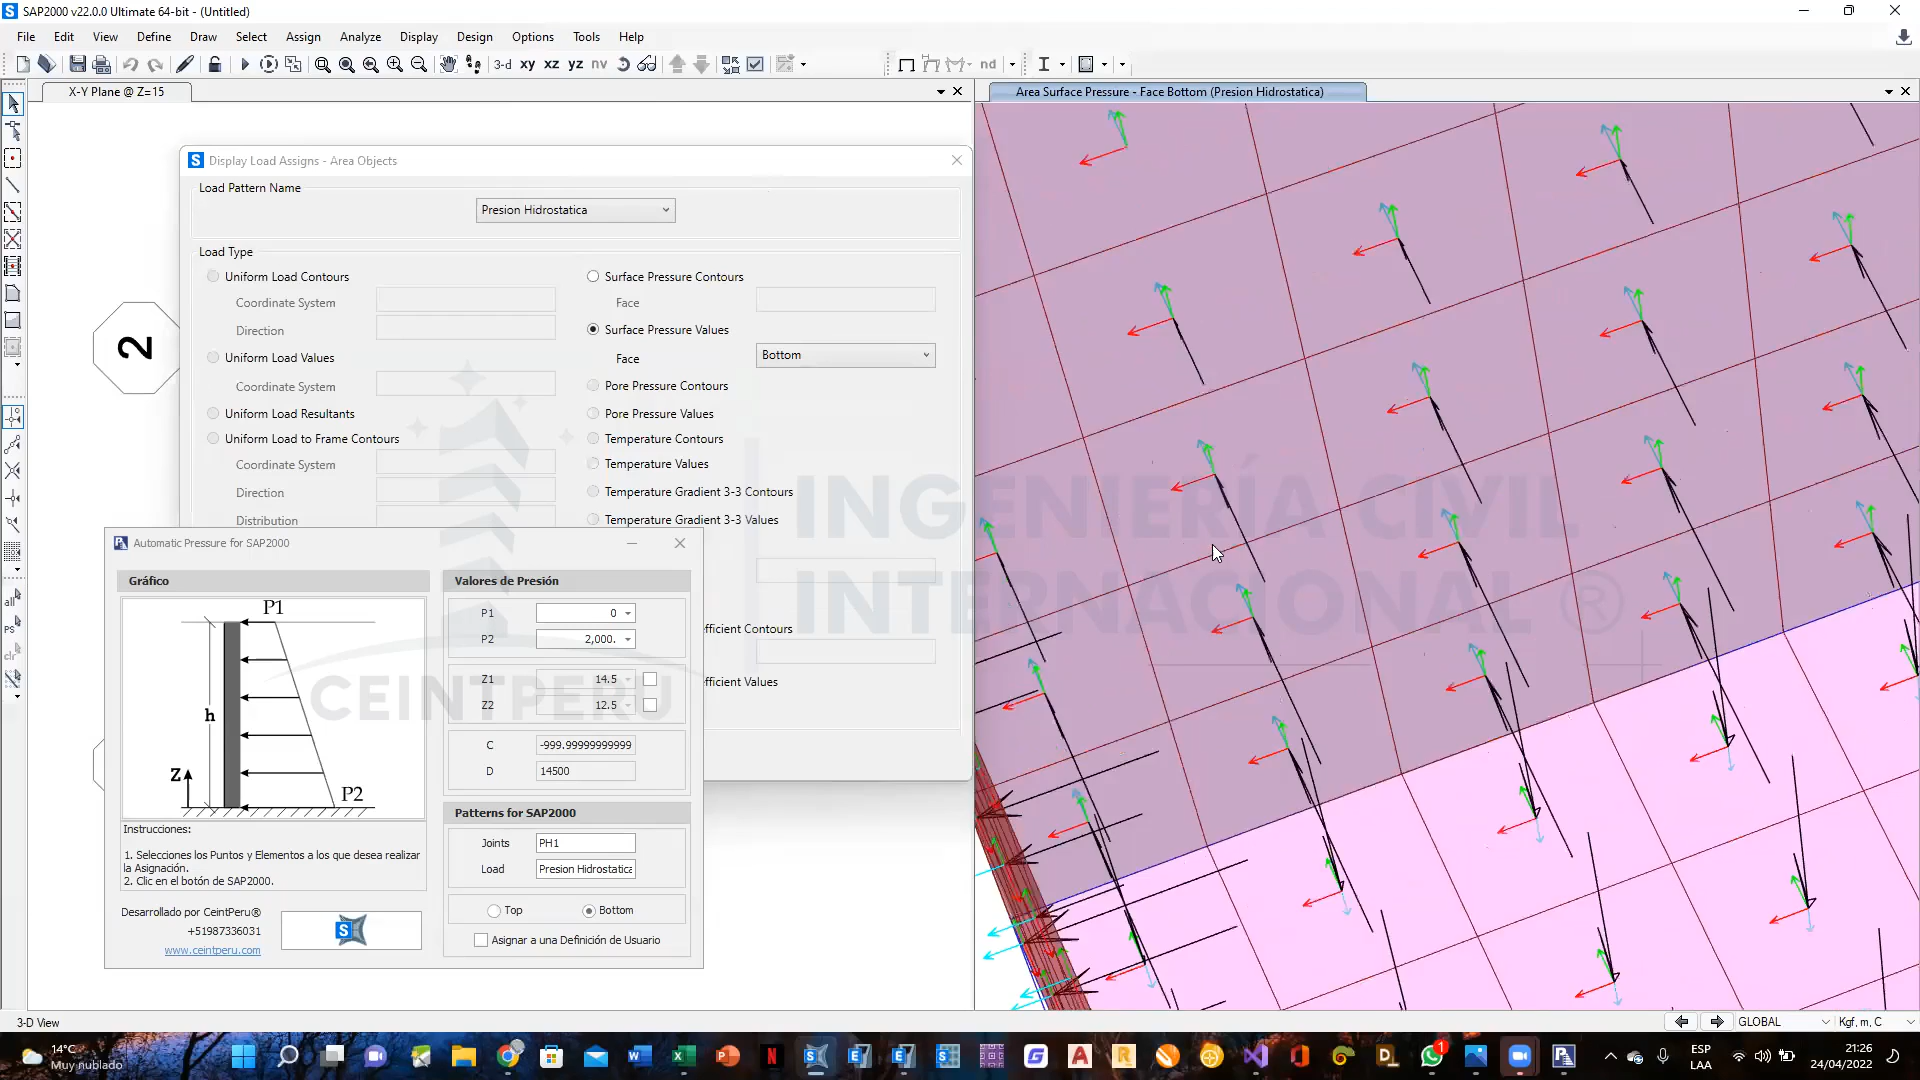 SAP2000 v22.0.0 Ultimate 64-bit - (Untitled)
File Edit View Define Draw Select Assign Analyze Display Design Options Tools Help
3-d xy xz yz nv nd
X-Y Plane @ Z=15
Area Surface Pressure - Face Bottom (Presion Hidrostatica)
Display Load Assigns - Area Objects
Load Pattern Name
Presion Hidrostatica
Load Type
Uniform Load Contours
Coordinate System
Direction
Uniform Load Values
Coordinate System
Uniform Load Resultants
Uniform Load to Frame Contours
Coordinate System
Direction
Distribution
Surface Pressure Contours
Face
Surface Pressure Values
Face Bottom
Pore Pressure Contours
Pore Pressure Values
Temperature Contours
Temperature Values
Temperature Gradient 3-3 Contours
Temperature Gradient 3-3 Values
efficient Contours
efficient Values
2
all
PS
clr
Automatic Pressure for SAP2000
Gráfico
P1
h
Z
P2
Instrucciones:
1. Selecciones los Puntos y Elementos a los que desea realizar
la Asignación.
2. Clic en el botón de SAP2000.
Desarrollado por CeintPeru®
+51987336031
www.ceintperu.com
Valores de Presión
P1 0
P2 2,000.
Z1 14.5
Z2 12.5
C -999.99999999999
D 14500
Patterns for SAP2000
Joints PH1
Load Presion Hidrostatica
Top Bottom
Asignar a una Definición de Usuario
CEINTPERU
INGENIERÍA CIVIL
INTERNACIONAL ®
3-D View
GLOBAL
Kgf, m, C
14°C
Muy nublado
1
ESP
LAA
21:26
24/04/2022